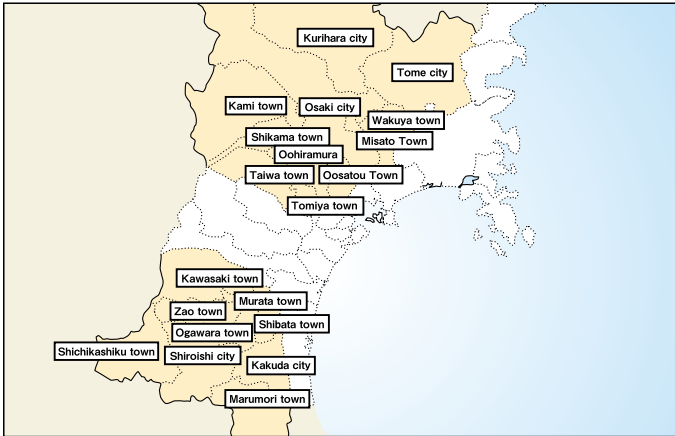 Kurihara city
Tome city
Kami town
Osaki city
Wakuya town
Shikama town
Misato Town
Oohiramura
Taiwa town
Oosatou Town
Tomiya town
Kawasaki town
Murata town
Zao town
Shibata town
Ogawara town
Shichikashiku town
Shiroishi city
Kakuda city
Marumori town